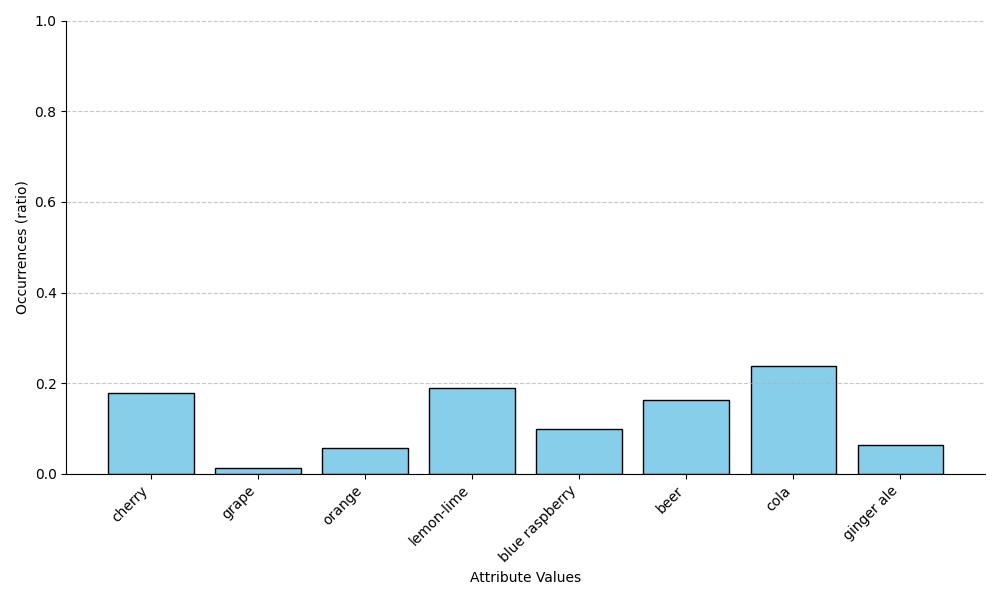 1.0
0.8
0.6
0.4
0.2
0.0
Occurrences (ratio)
cherry
grape
orange
lemon-lime
blue raspberry
beer
cola
ginger ale
Attribute Values